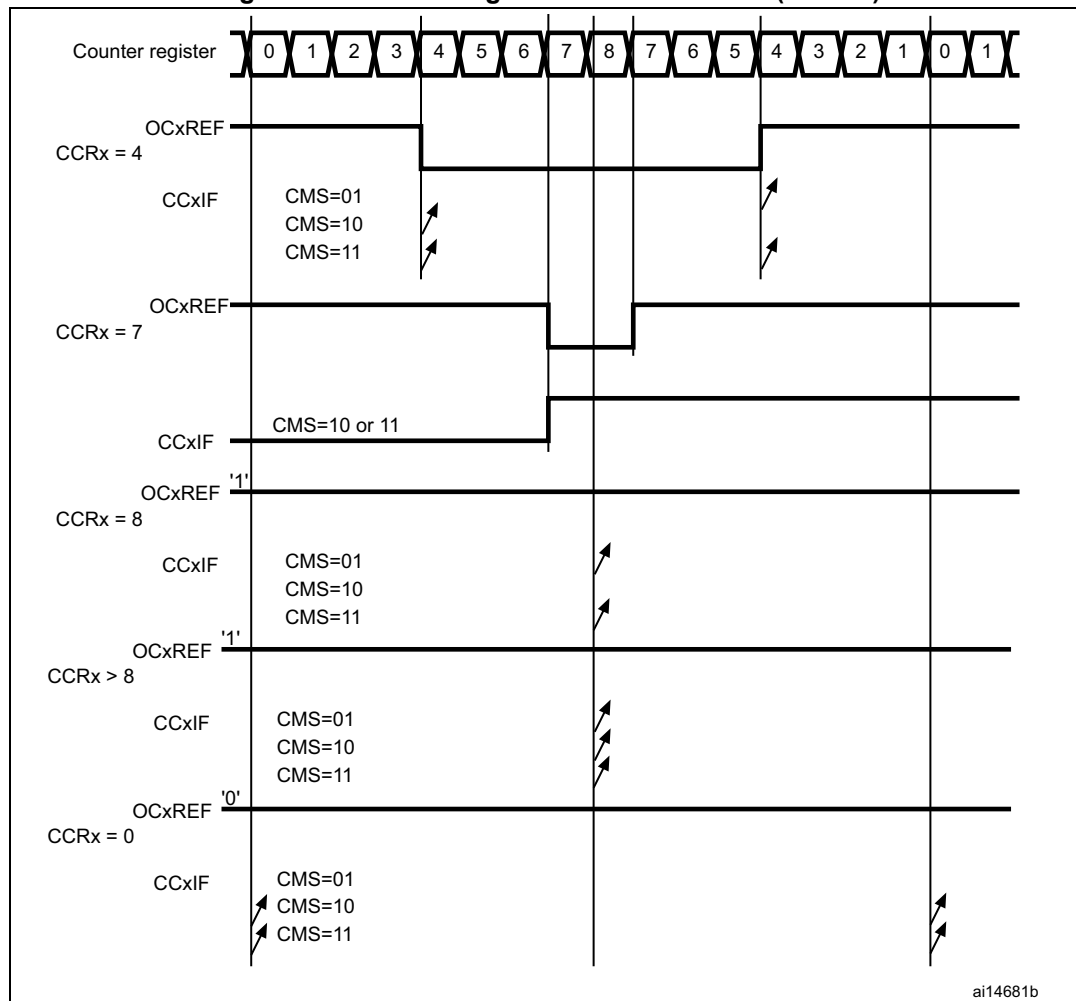 Counter register 0 1 2 3 4 5 6 7 8 7 6 5 4 3 2 1 0 1
OCxREF
CCRx = 4
CCxIF
CMS=01
CMS=10
CMS=11
OCxREF
CCRx = 7
CMS=10 or 11
CCxIF
'1'
OCxREF
CCRx = 8
CCxIF
CMS=01
CMS=10
CMS=11
'1'
OCxREF
CCRx > 8
CCxIF
CMS=01
CMS=10
CMS=11
'0'
OCxREF
CCRx = 0
CCxIF
CMS=01
CMS=10
CMS=11
ai14681b